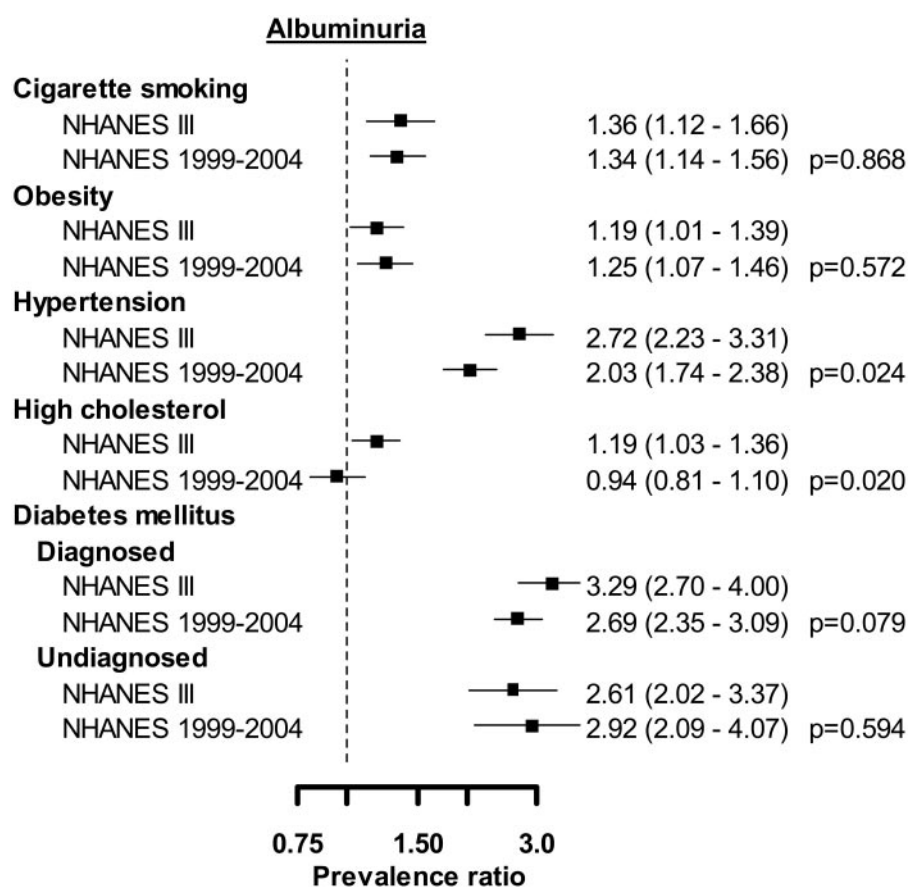 Albuminuria
Cigarette smoking
NHANES III 1.36 (1.12 - 1.66)
NHANES 1999-2004 1.34 (1.14 - 1.56) p=0.868
Obesity
NHANES III 1.19 (1.01 - 1.39)
NHANES 1999-2004 1.25 (1.07 - 1.46) p=0.572
Hypertension
NHANES III 2.72 (2.23 - 3.31)
NHANES 1999-2004 2.03 (1.74 - 2.38) p=0.024
High cholesterol
NHANES III 1.19 (1.03 - 1.36)
NHANES 1999-2004 0.94 (0.81 - 1.10) p=0.020
Diabetes mellitus
Diagnosed
NHANES III 3.29 (2.70 - 4.00)
NHANES 1999-2004 2.69 (2.35 - 3.09) p=0.079
Undiagnosed
NHANES III 2.61 (2.02 - 3.37)
NHANES 1999-2004 2.92 (2.09 - 4.07) p=0.594
0.75 1.50 3.0
Prevalence ratio